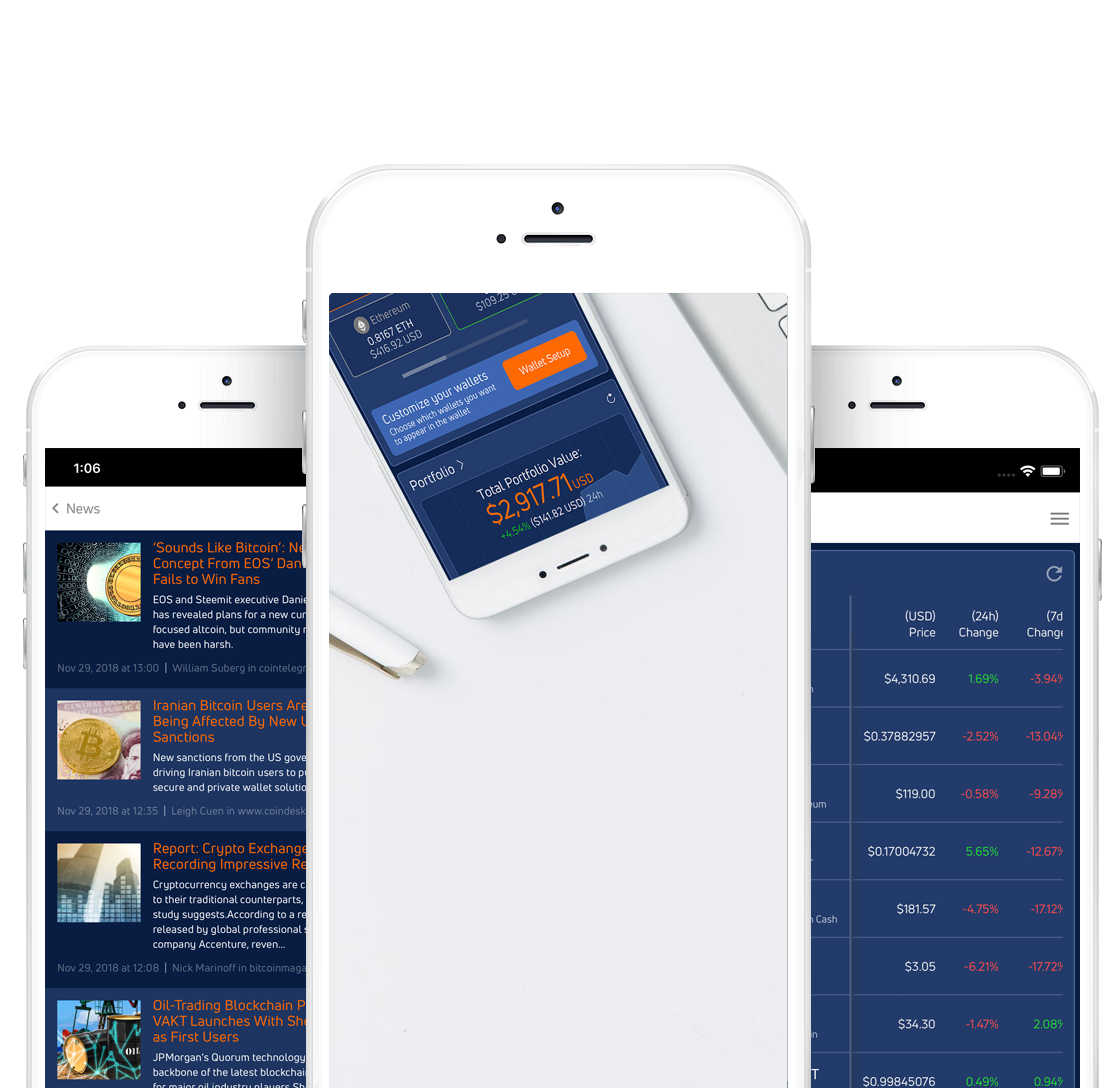 1:06
News
'Sounds Like Bitcoin': Ne
Concept From EOS' Dan
Fails to Win Fans
EOS and Steemit executive Danie
has revealed plans for a new cur
focused altcoin, but community r
have been harsh.
Nov 29, 2018 at 13:00 | William Suberg in cointelegr
Iranian Bitcoin Users Are
Being Affected By New U
Sanctions
New sanctions from the US gove
driving Iranian bitcoin users to pu
secure and private wallet solutio
Nov 29, 2018 at 12:35 | Leigh Cuen in www.coindesk
Report: Crypto Exchange
Recording Impressive Re
Cryptocurrency exchanges are c
to their traditional counterparts,
study suggests.According to a re
released by global professional s
company Accenture, reven...
Nov 29, 2018 at 12:08 | Nick Marinoff in bitcoinmaga
Oil-Trading Blockchain P
VAKT Launches With She
as First Users
JPMorgan's Quorum technology
backbone of the latest blockchain
for major oil industry players Sh
Ethereum
0.8167 ETH
$416.92 USD
$109.25
Customize your wallets
Choose which wallets you want
to appear in the wallet
Wallet Setup
Portfolio
Total Portfolio Value:
$2,917.71 USD
+4.54% ($141.82 USD) 24h
(USD) (24h) (7d
Price Change Change
$4,310.69 1.69% -3.94%
$0.37882957 -2.52% -13.04%
um $119.00 -0.58% -9.28%
$0.17004732 5.65% -12.67%
Cash $181.57 -4.75% -17.12%
$3.05 -6.21% -17.72%
n $34.30 -1.47% 2.08%
T $0.99845076 0.49% 0.94%